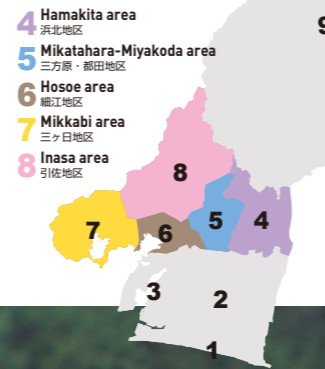 4 Hamakita area
浜北地区
5 Mikatahara-Miyakoda area
三方原・都田地区
6 Hosoe area
細江地区
7 Mikkabi area
三ヶ日地区
8 Inasa area
引佐地区
9
8
7
6
5
4
3
2
1